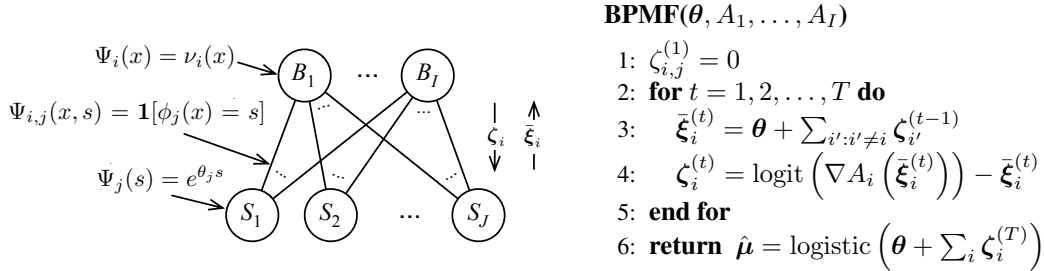 Ψ_i(x) = ν_i(x)
B_1 ... B_I
...
...
Ψ_{i,j}(x, s) = 1[φ_j(x) = s]
ζ_i ξ̄_i
...
...
Ψ_j(s) = e^{θ_j s}
S_1 S_2 ... S_J
BPMF(θ, A_1, . . . , A_I)
1: ζ_{i,j}^{(1)} = 0
2: for t = 1, 2, . . . , T do
3: ξ̄_i^{(t)} = θ + ∑_{i′:i′≠i} ζ_{i′}^{(t−1)}
4: ζ_i^{(t)} = logit (∇A_i (ξ̄_i^{(t)})) − ξ̄_i^{(t)}
5: end for
6: return μ̂ = logistic (θ + ∑_i ζ_i^{(T)})